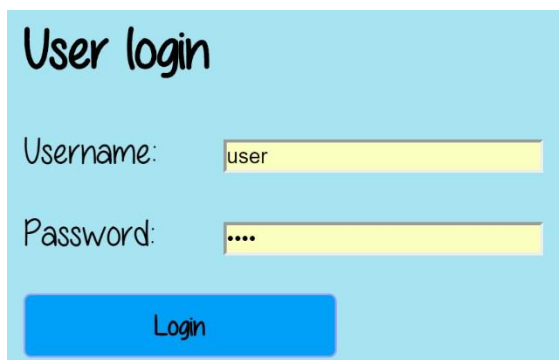 User login
Username: user
Password: ••••
Login